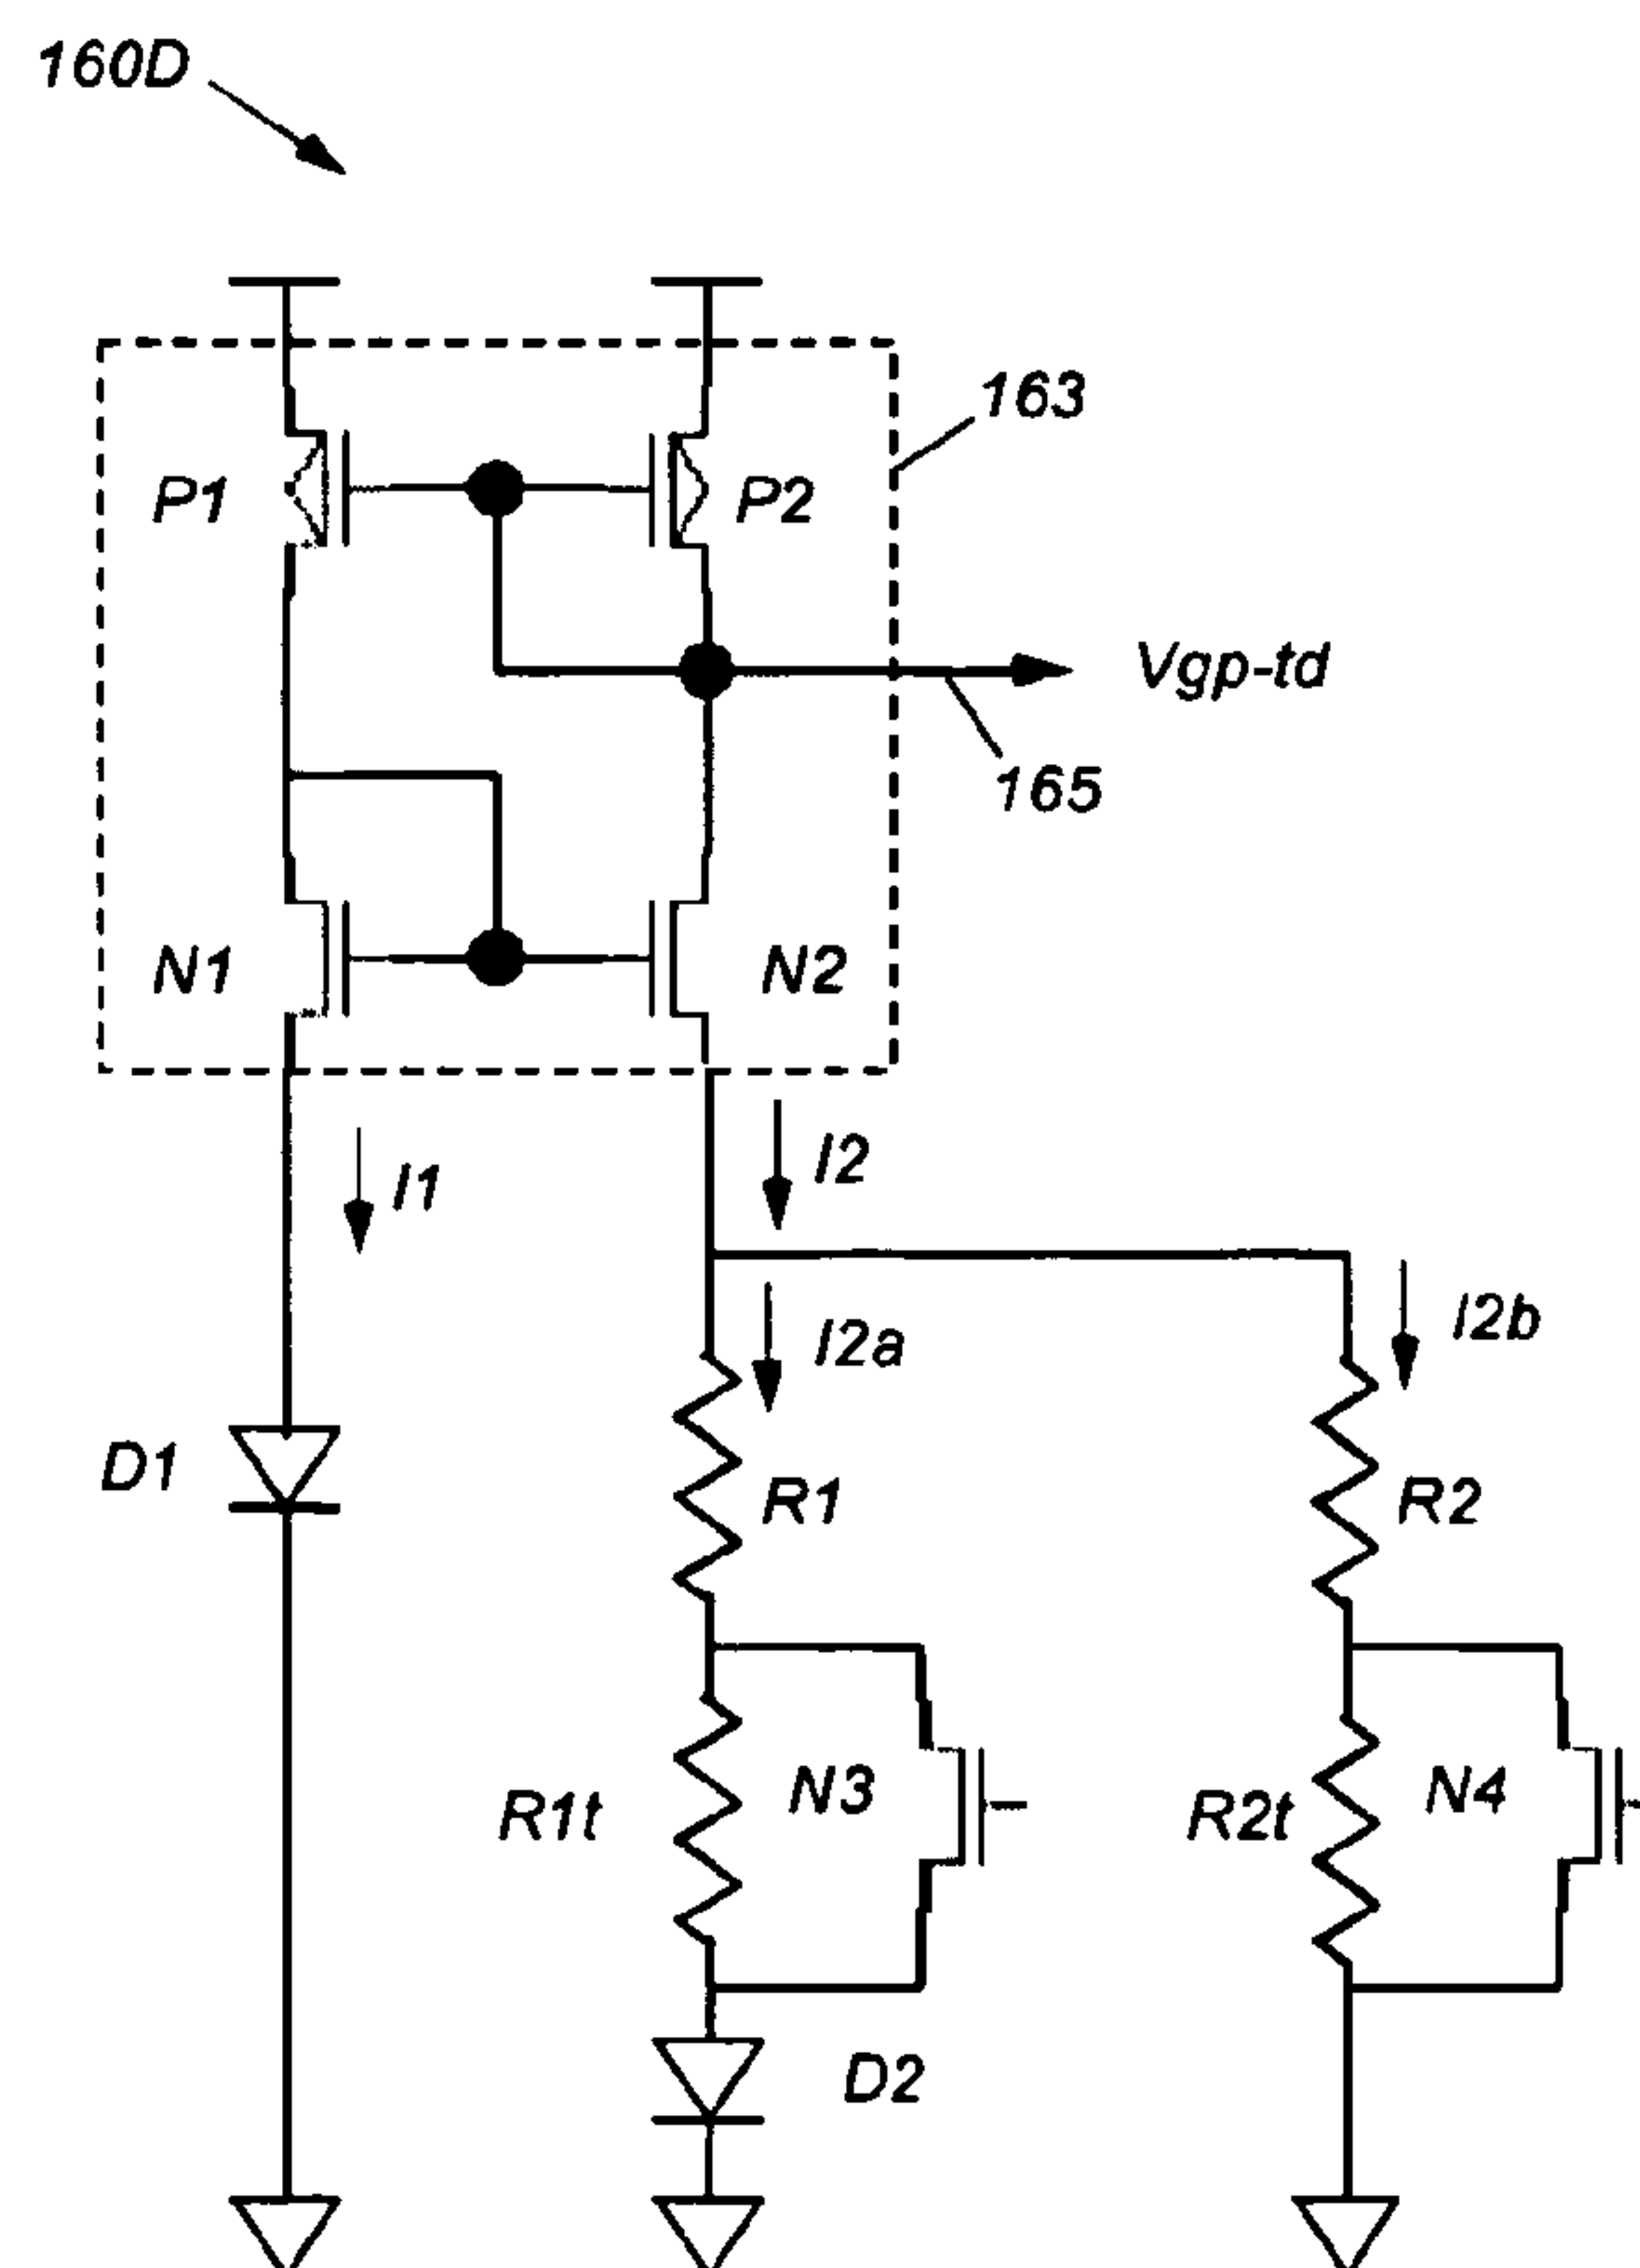 160D
163
P1
P2
Vgp-td
165
N1
N2
I1
I2
I2a
I2b
D1
R1
R2
R1t
N3
R2t
N4
D2